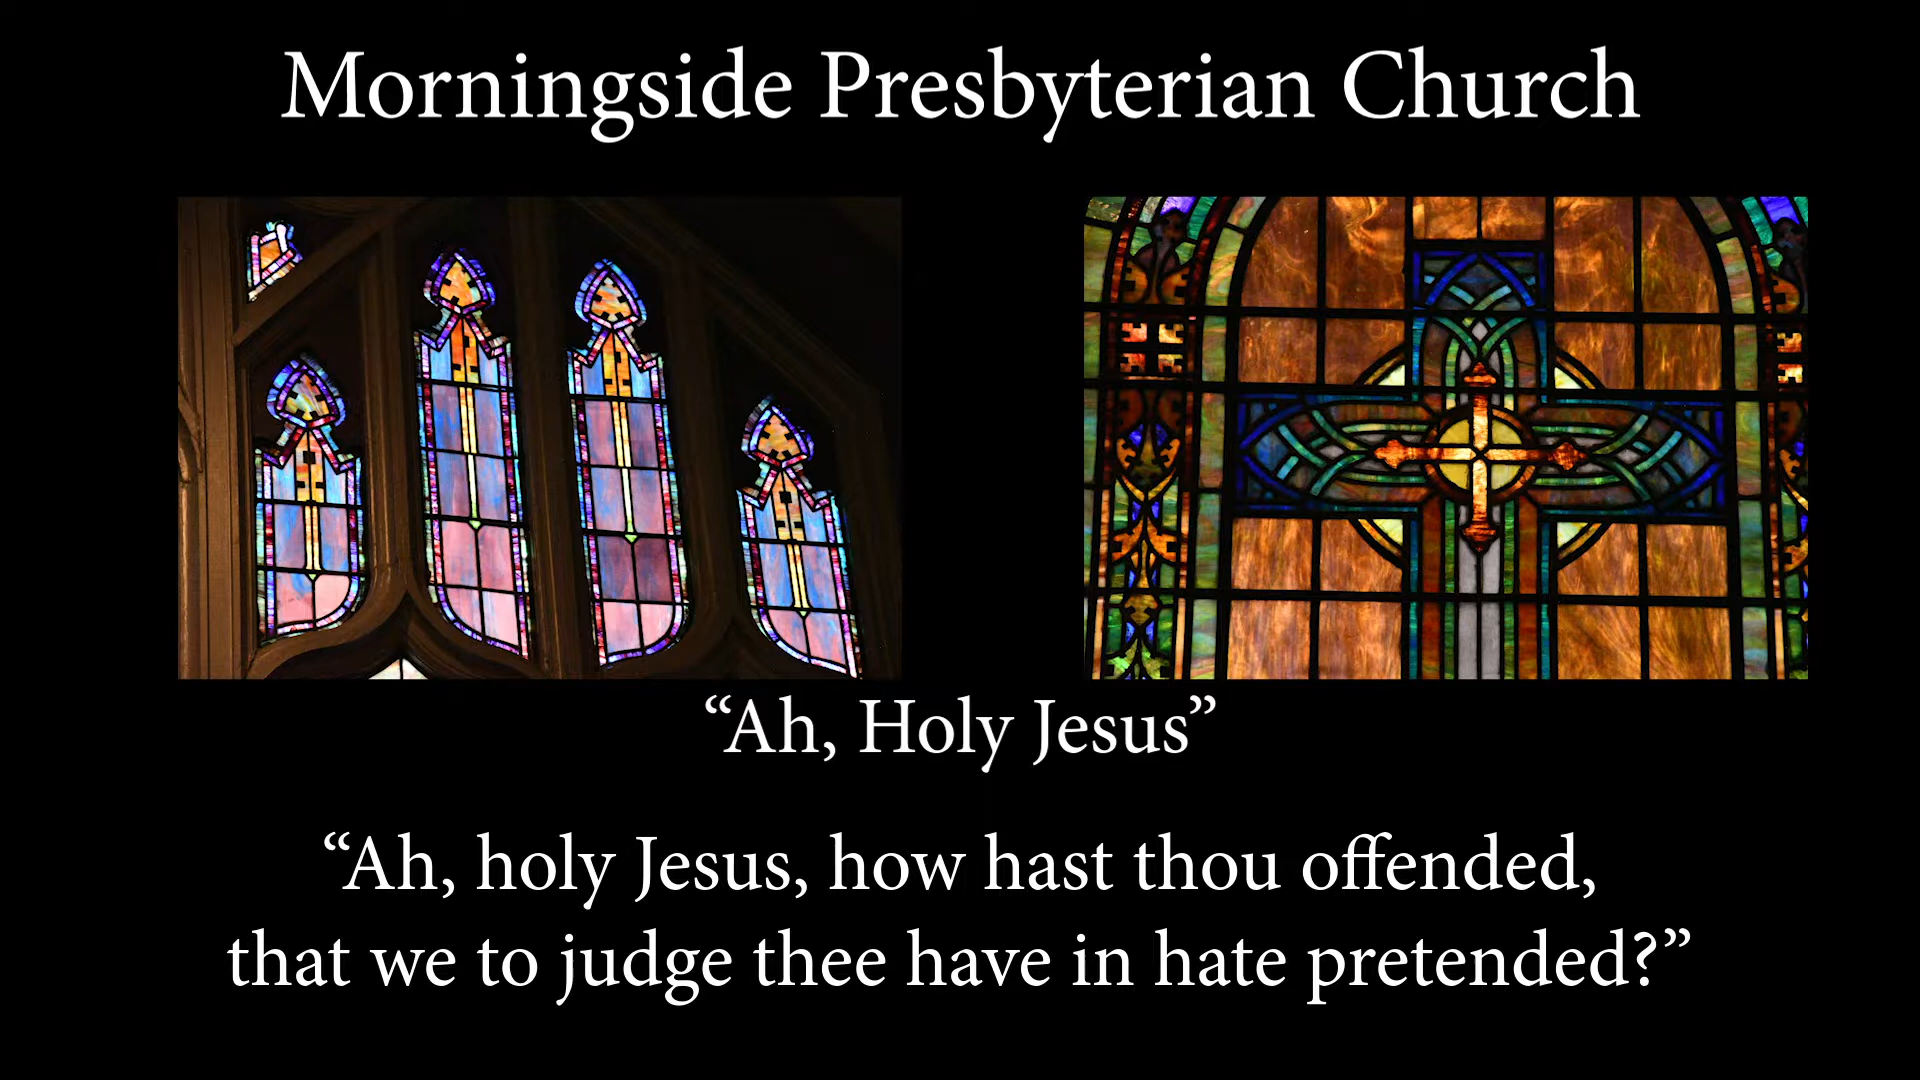 Morningside Presbyterian Church
“Ah, Holy Jesus”
“Ah, holy Jesus, how hast thou offended,
that we to judge thee have in hate pretended?”